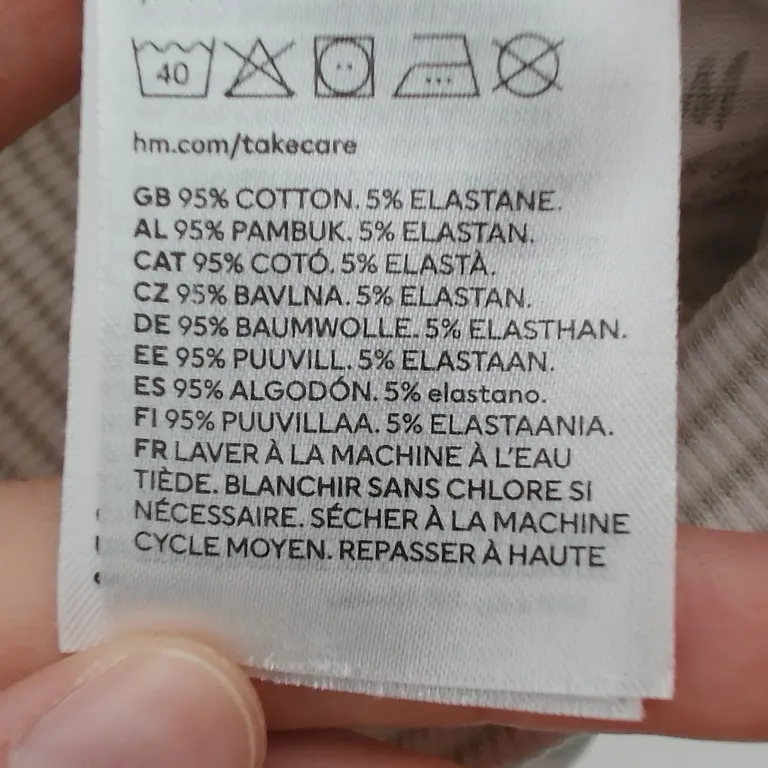 40
hm.com/takecare
GB 95% COTTON. 5% ELASTANE.
AL 95% PAMBUK. 5% ELASTAN.
CAT 95% COTÓ. 5% ELASTÀ.
CZ 95% BAVLNA. 5% ELASTAN.
DE 95% BAUMWOLLE. 5% ELASTHAN.
EE 95% PUUVILL. 5% ELASTAAN.
ES 95% ALGODÓN. 5% elastano.
FI 95% PUUVILLAA. 5% ELASTAANIA.
FR LAVER À LA MACHINE À L'EAU
TIÈDE. BLANCHIR SANS CHLORE SI
NÉCESSAIRE. SÉCHER À LA MACHINE
CYCLE MOYEN. REPASSER À HAUTE